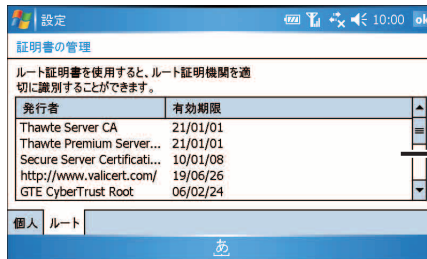 設定 10:00 ok
証明書の管理
ルート証明書を使用すると、ルート証明機関を適
切に識別することができます。
発行者 有効期限
Thawte Server CA 21/01/01
Thawte Premium Server... 21/01/01
Secure Server Certificati... 10/01/08
http://www.valicert.com/ 19/06/26
GTE CyberTrust Root 06/02/24
個人 ルート
あ